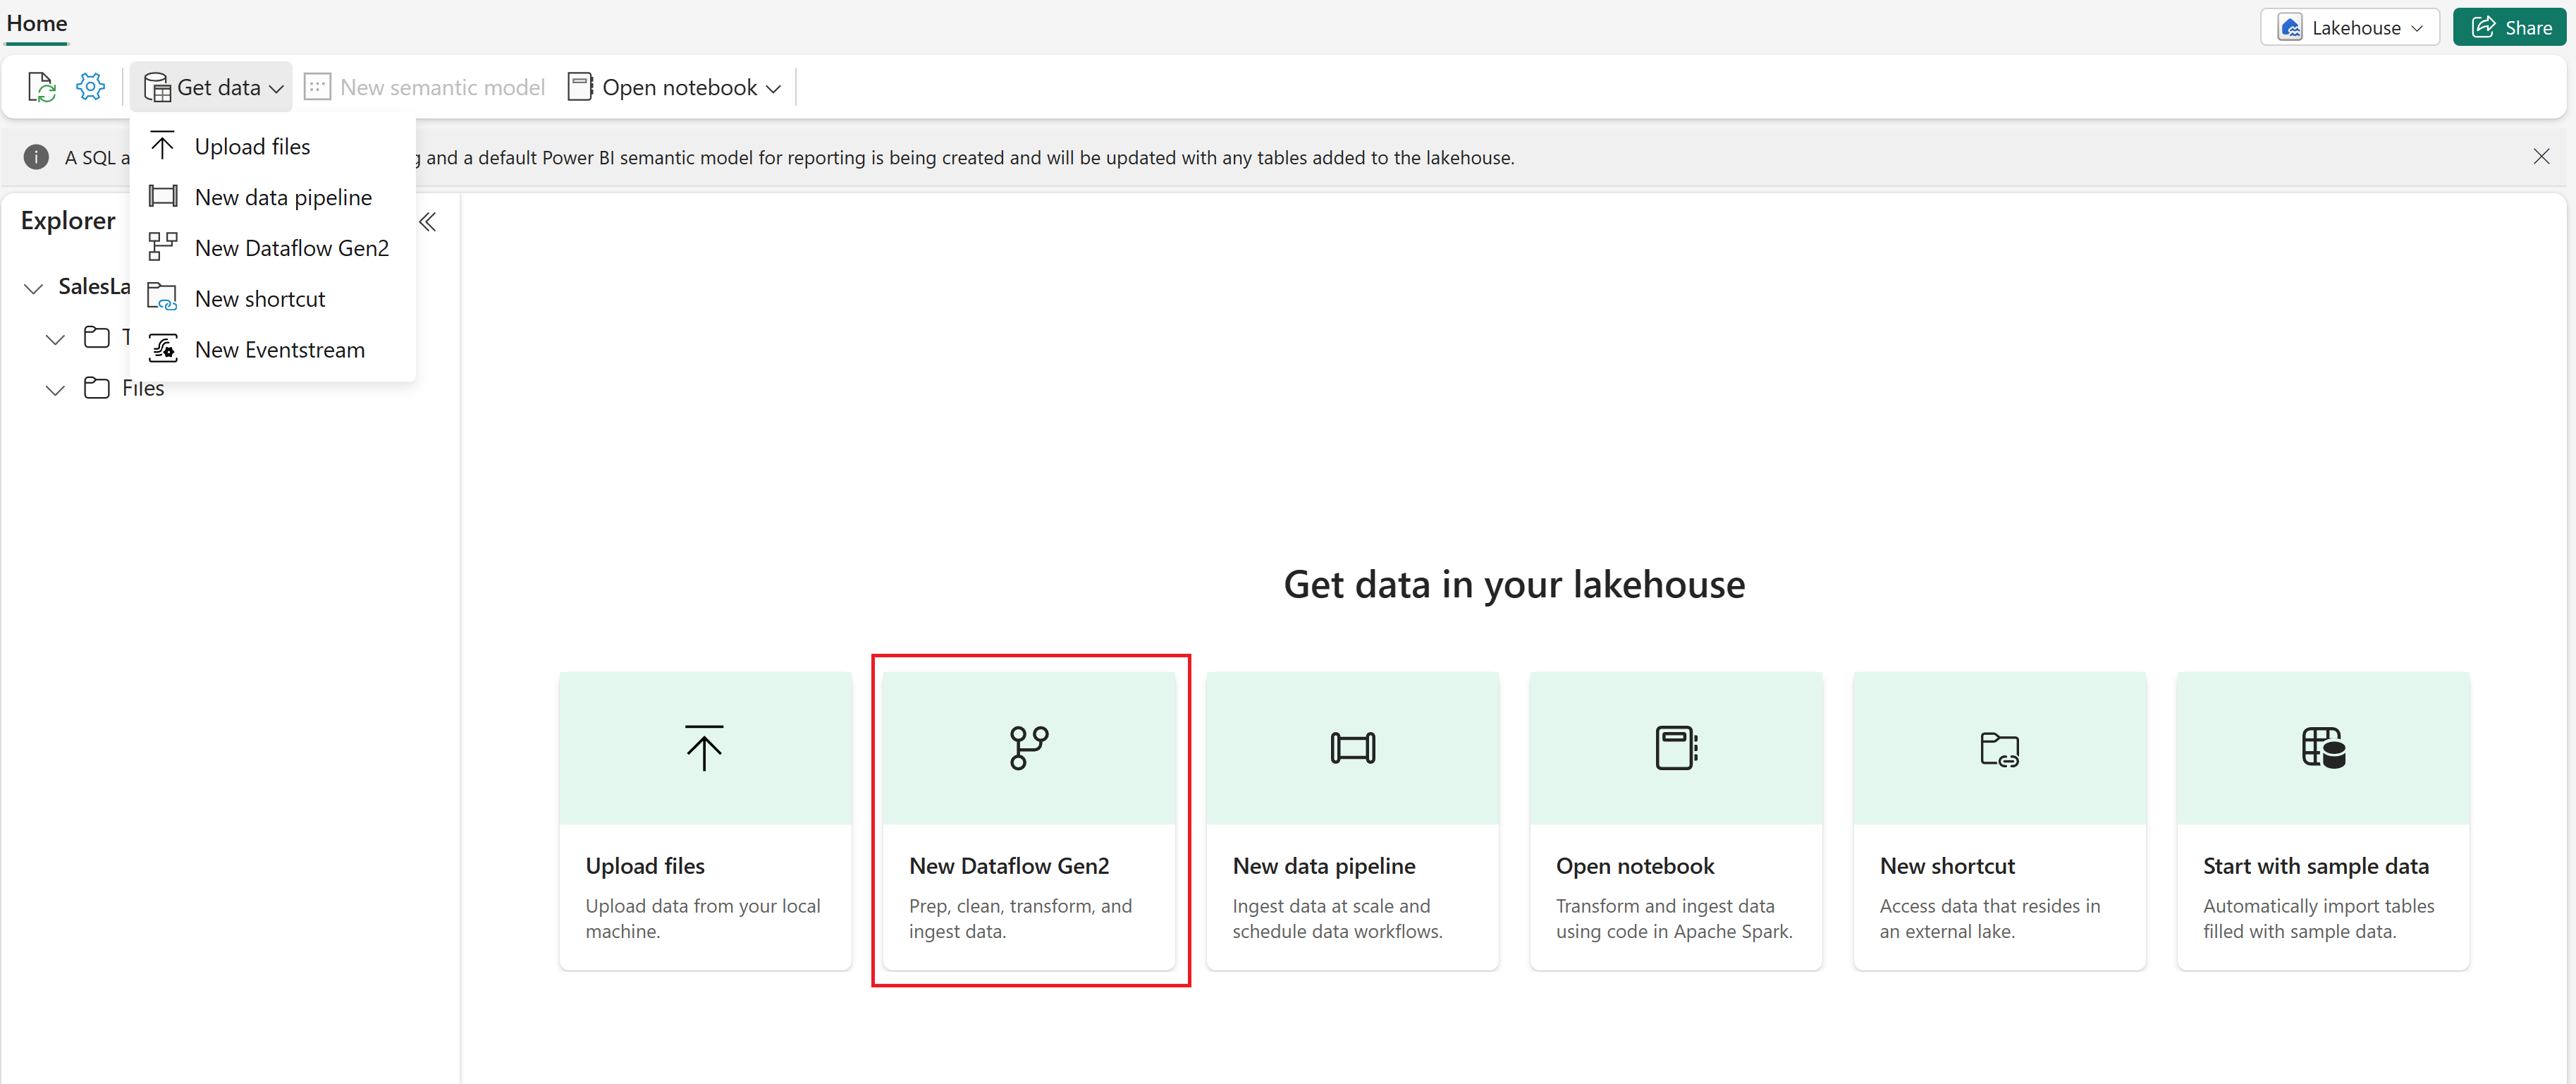 Home
Lakehouse
Share
Get data
New semantic model
Open notebook
Upload files
A SQL and a default Power BI semantic model for reporting is being created and will be updated with any tables added to the lakehouse.
New data pipeline
Explorer
New Dataflow Gen2
SalesLa
New shortcut
T
New Eventstream
Files
Get data in your lakehouse
Upload files
Upload data from your local
machine.
New Dataflow Gen2
Prep, clean, transform, and
ingest data.
New data pipeline
Ingest data at scale and
schedule data workflows.
Open notebook
Transform and ingest data
using code in Apache Spark.
New shortcut
Access data that resides in
an external lake.
Start with sample data
Automatically import tables
filled with sample data.